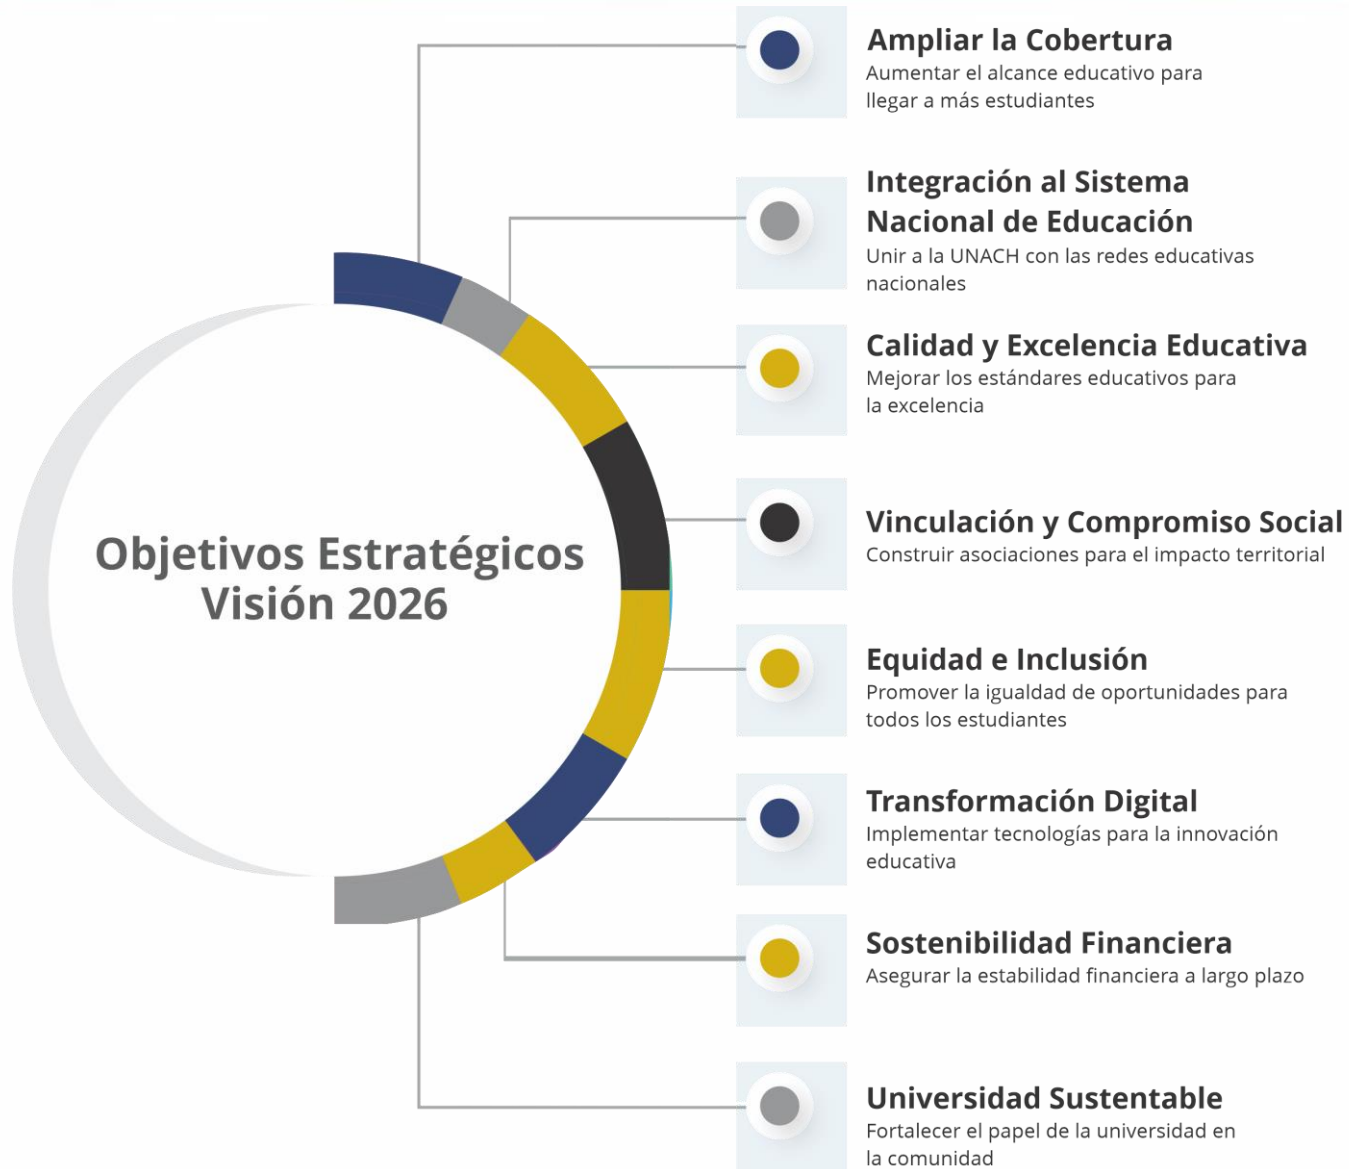 Objetivos Estratégicos
Visión 2026
Ampliar la Cobertura
Aumentar el alcance educativo para
llegar a más estudiantes
Integración al Sistema
Nacional de Educación
Unir a la UNACH con las redes educativas
nacionales
Calidad y Excelencia Educativa
Mejorar los estándares educativos para
la excelencia
Vinculación y Compromiso Social
Construir asociaciones para el impacto territorial
Equidad e Inclusión
Promover la igualdad de oportunidades para
todos los estudiantes
Transformación Digital
Implementar tecnologías para la innovación
educativa
Sostenibilidad Financiera
Asegurar la estabilidad financiera a largo plazo
Universidad Sustentable
Fortalecer el papel de la universidad en
la comunidad